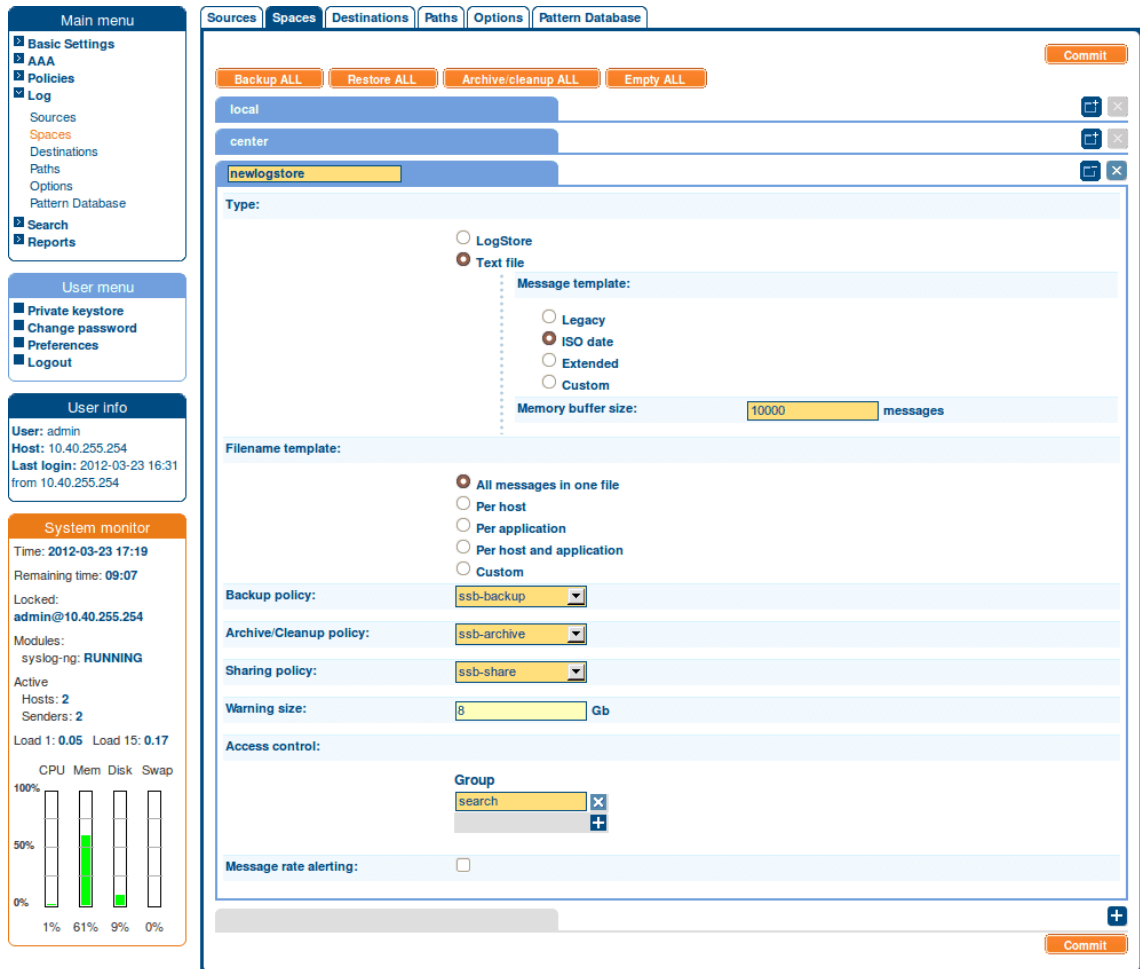 Main menu
Basic Settings
AAA
Policies
Log
Sources
Spaces
Destinations
Paths
Options
Pattern Database
Search
Reports
User menu
Private keystore
Change password
Preferences
Logout
User info
User: admin
Host: 10.40.255.254
Last login: 2012-03-23 16:31
from 10.40.255.254
System monitor
Time: 2012-03-23 17:19
Remaining time: 09:07
Locked:
admin@10.40.255.254
Modules:
syslog-ng: RUNNING
Active
Hosts: 2
Senders: 2
Load 1: 0.05 Load 15: 0.17
CPU Mem Disk Swap
100%
50%
0%
1% 61% 9% 0%
Sources Spaces Destinations Paths Options Pattern Database
Commit
Backup ALL Restore ALL Archive/cleanup ALL Empty ALL
local
center
newlogstore
Type:
LogStore
Text file
Message template:
Legacy
ISO date
Extended
Custom
Memory buffer size: 10000 messages
Filename template:
All messages in one file
Per host
Per application
Per host and application
Custom
Backup policy: ssb-backup
Archive/Cleanup policy: ssb-archive
Sharing policy: ssb-share
Warning size: 8 Gb
Access control:
Group
search
Message rate alerting:
Commit